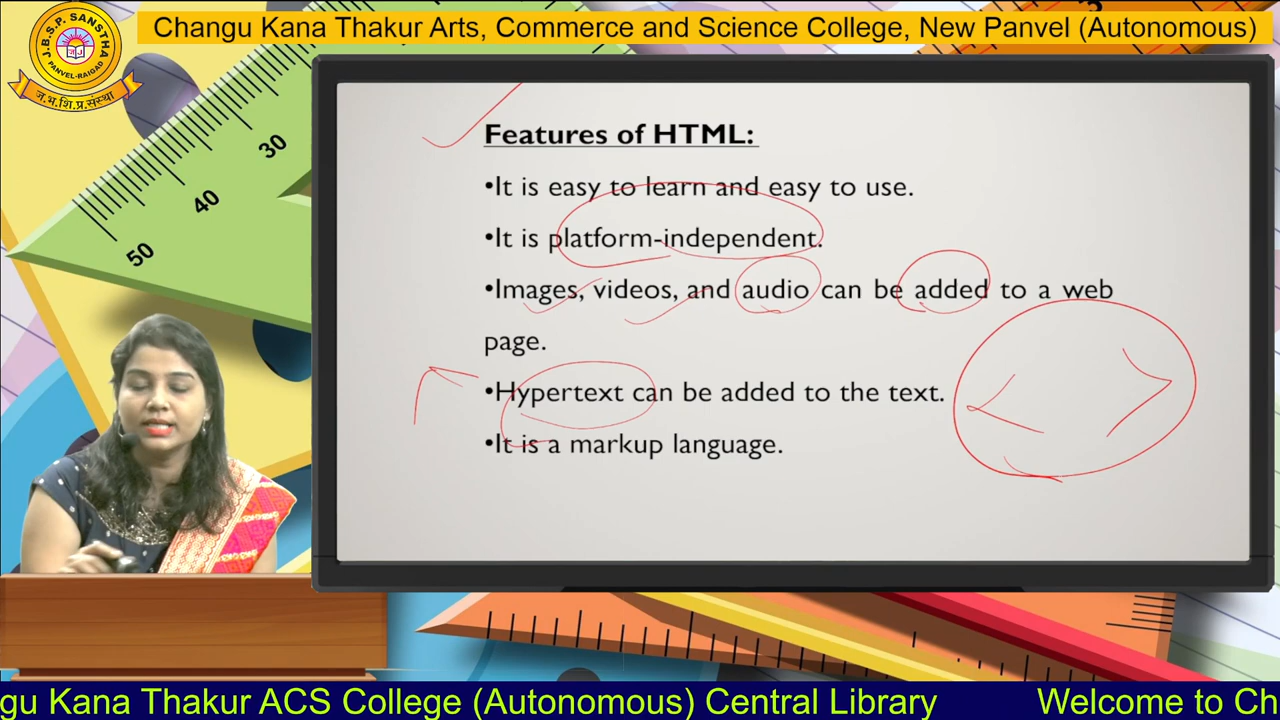 Changu Kana Thakur Arts, Commerce and Science College, New Panvel (Autonomous)
J.B.S.P. SANSTHA
PANVEL-RAIGAD
ज.भ.शि.प्र.संस्था
30
40
50
Features of HTML:
•It is easy to learn and easy to use.
•It is platform-independent.
•Images, videos, and audio can be added to a web
page.
•Hypertext can be added to the text.
•It is a markup language.
< >
gu Kana Thakur ACS College (Autonomous) Central Library Welcome to Ch